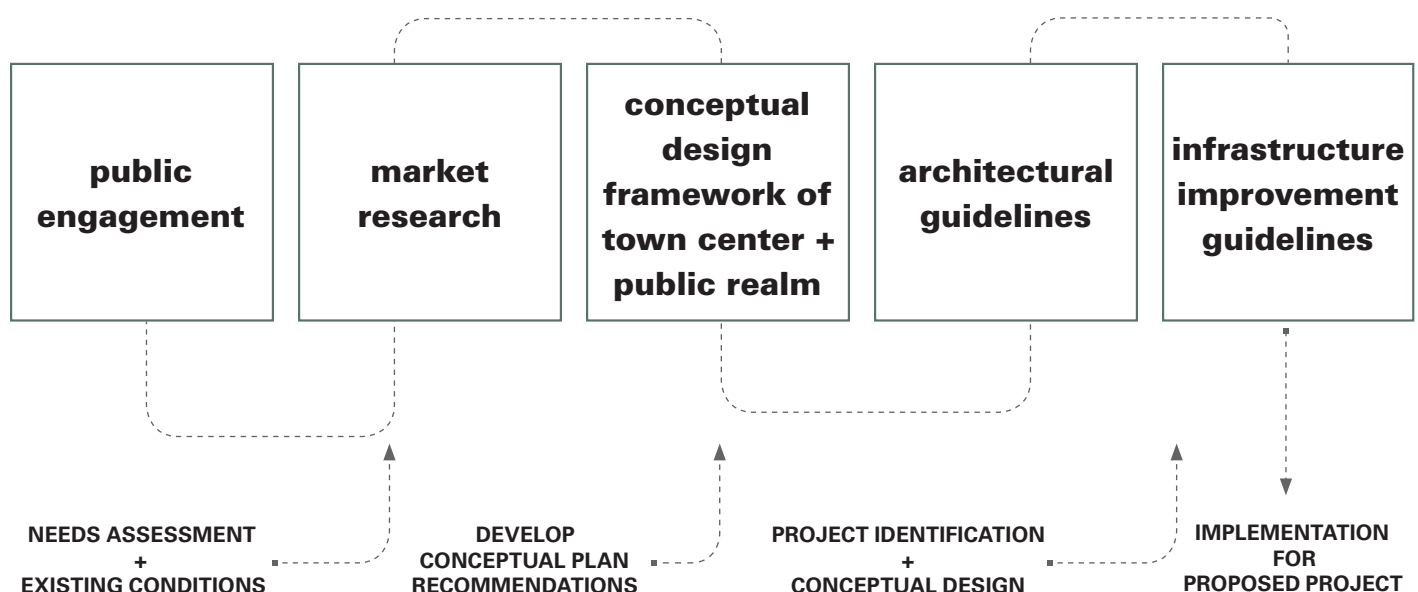 public
engagement
market
research
conceptual
design
framework of
town center +
public realm
architectural
guidelines
infrastructure
improvement
guidelines
NEEDS ASSESSMENT
+
EXISTING CONDITIONS
DEVELOP
CONCEPTUAL PLAN
RECOMMENDATIONS
PROJECT IDENTIFICATION
+
CONCEPTUAL DESIGN
IMPLEMENTATION
FOR
PROPOSED PROJECT